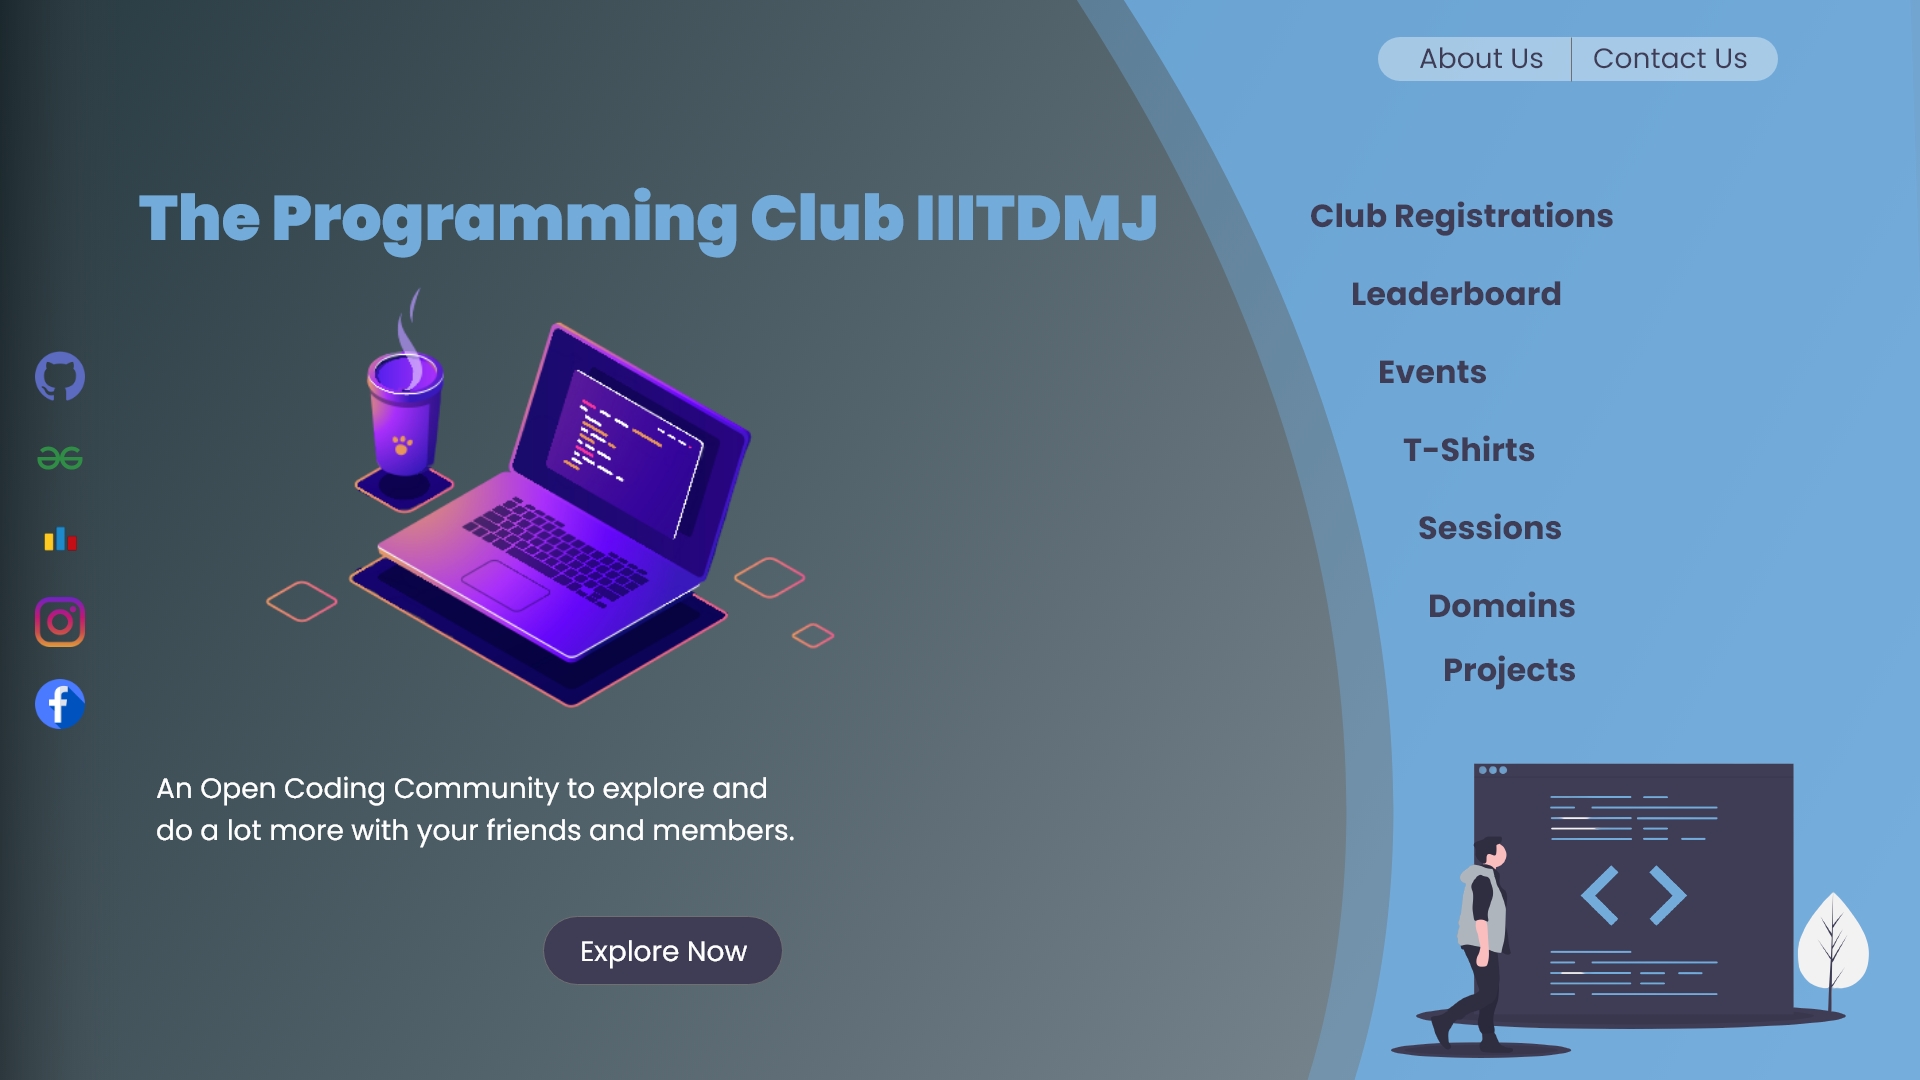 About Us
Contact Us
The Programming Club IIITDMJ
Club Registrations
Leaderboard
Events
T-Shirts
Sessions
Domains
Projects
An Open Coding Community to explore and
do a lot more with your friends and members.
Explore Now